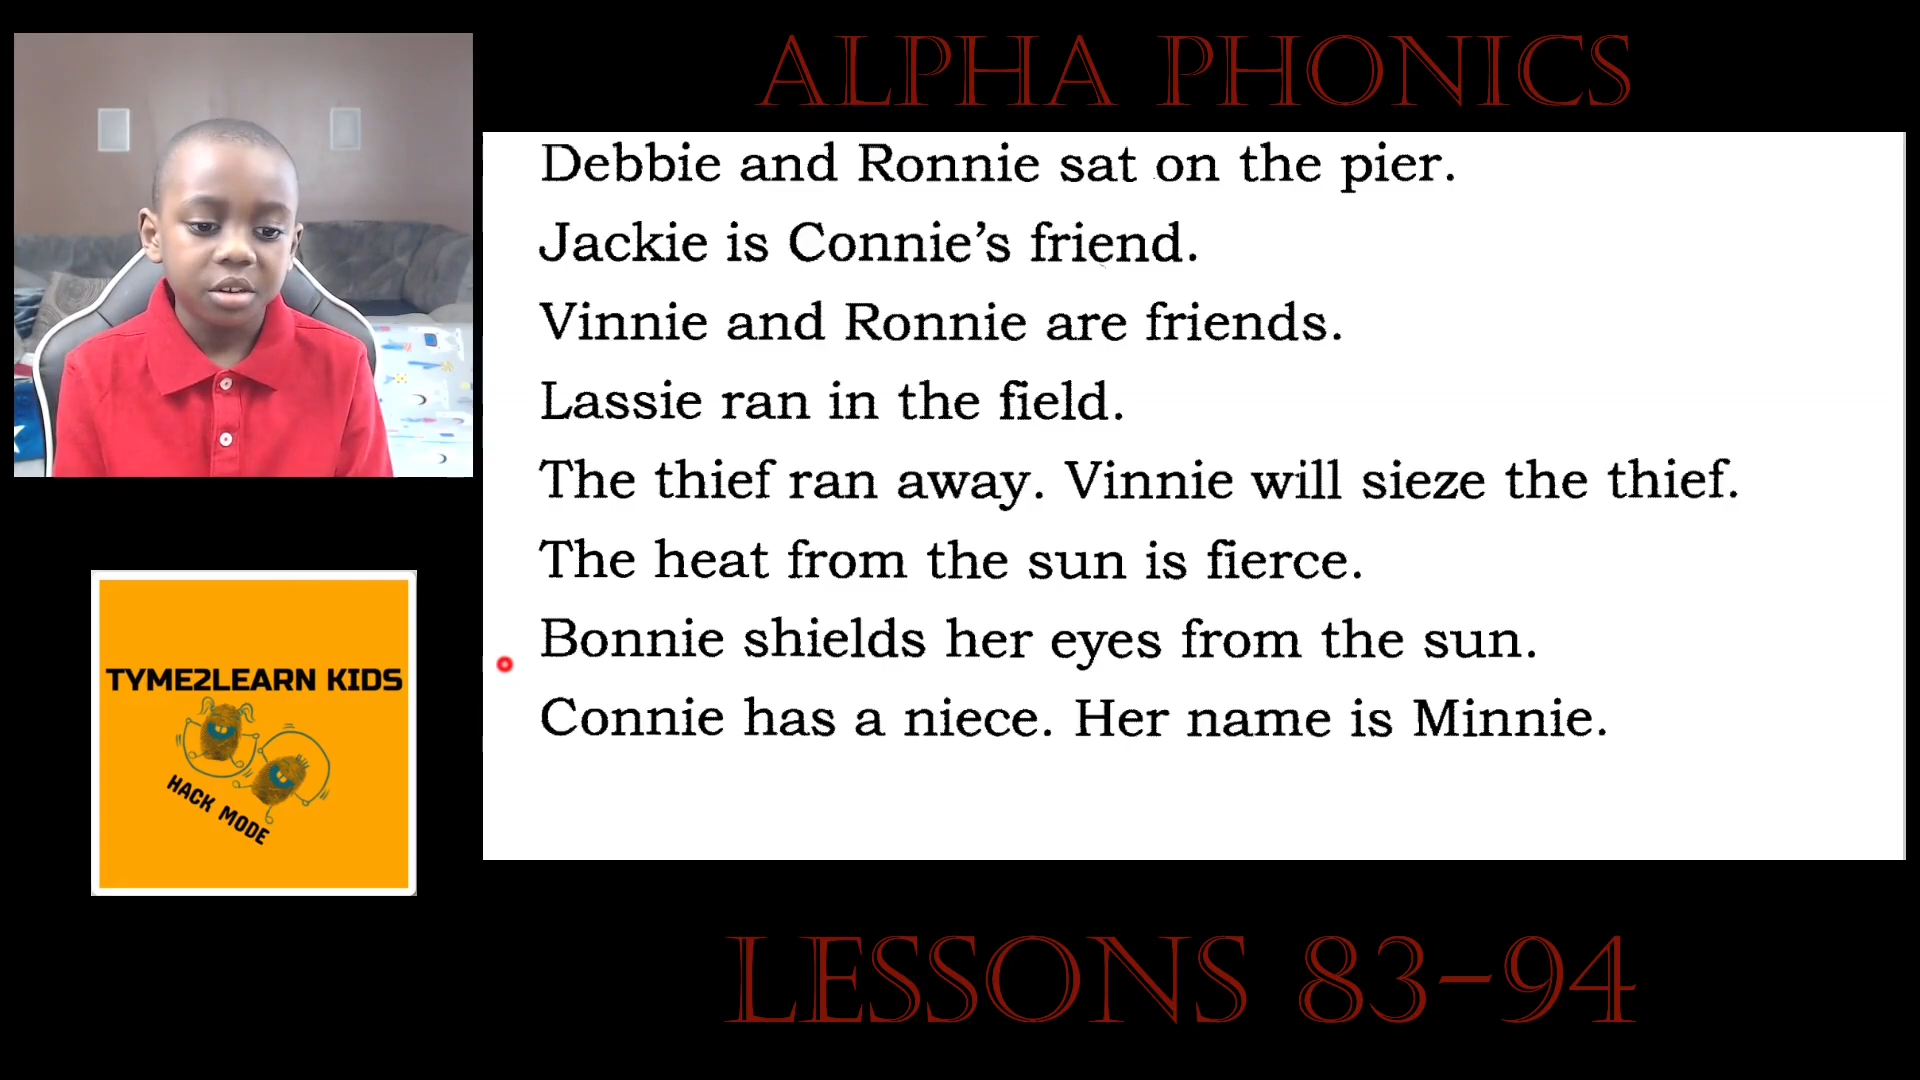 ALPHA PHONICS
Debbie and Ronnie sat on the pier.
Jackie is Connie’s friend.
Vinnie and Ronnie are friends.
Lassie ran in the field.
The thief ran away. Vinnie will sieze the thief.
The heat from the sun is fierce.
Bonnie shields her eyes from the sun.
Connie has a niece. Her name is Minnie.
TYME2LEARN KIDS
HACK MODE
LESSONS 83-94